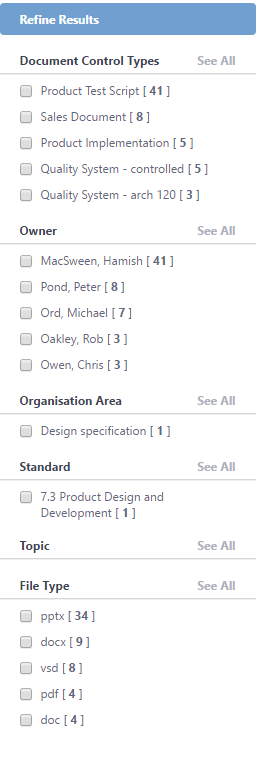 Refine Results
Document Control Types See All
Product Test Script [ 41 ]
Sales Document [ 8 ]
Product Implementation [ 5 ]
Quality System - controlled [ 5 ]
Quality System - arch 120 [ 3 ]
Owner See All
MacSween, Hamish [ 41 ]
Pond, Peter [ 8 ]
Ord, Michael [ 7 ]
Oakley, Rob [ 3 ]
Owen, Chris [ 3 ]
Organisation Area See All
Design specification [ 1 ]
Standard See All
7.3 Product Design and
Development [ 1 ]
Topic See All
File Type See All
pptx [ 34 ]
docx [ 9 ]
vsd [ 8 ]
pdf [ 4 ]
doc [ 4 ]